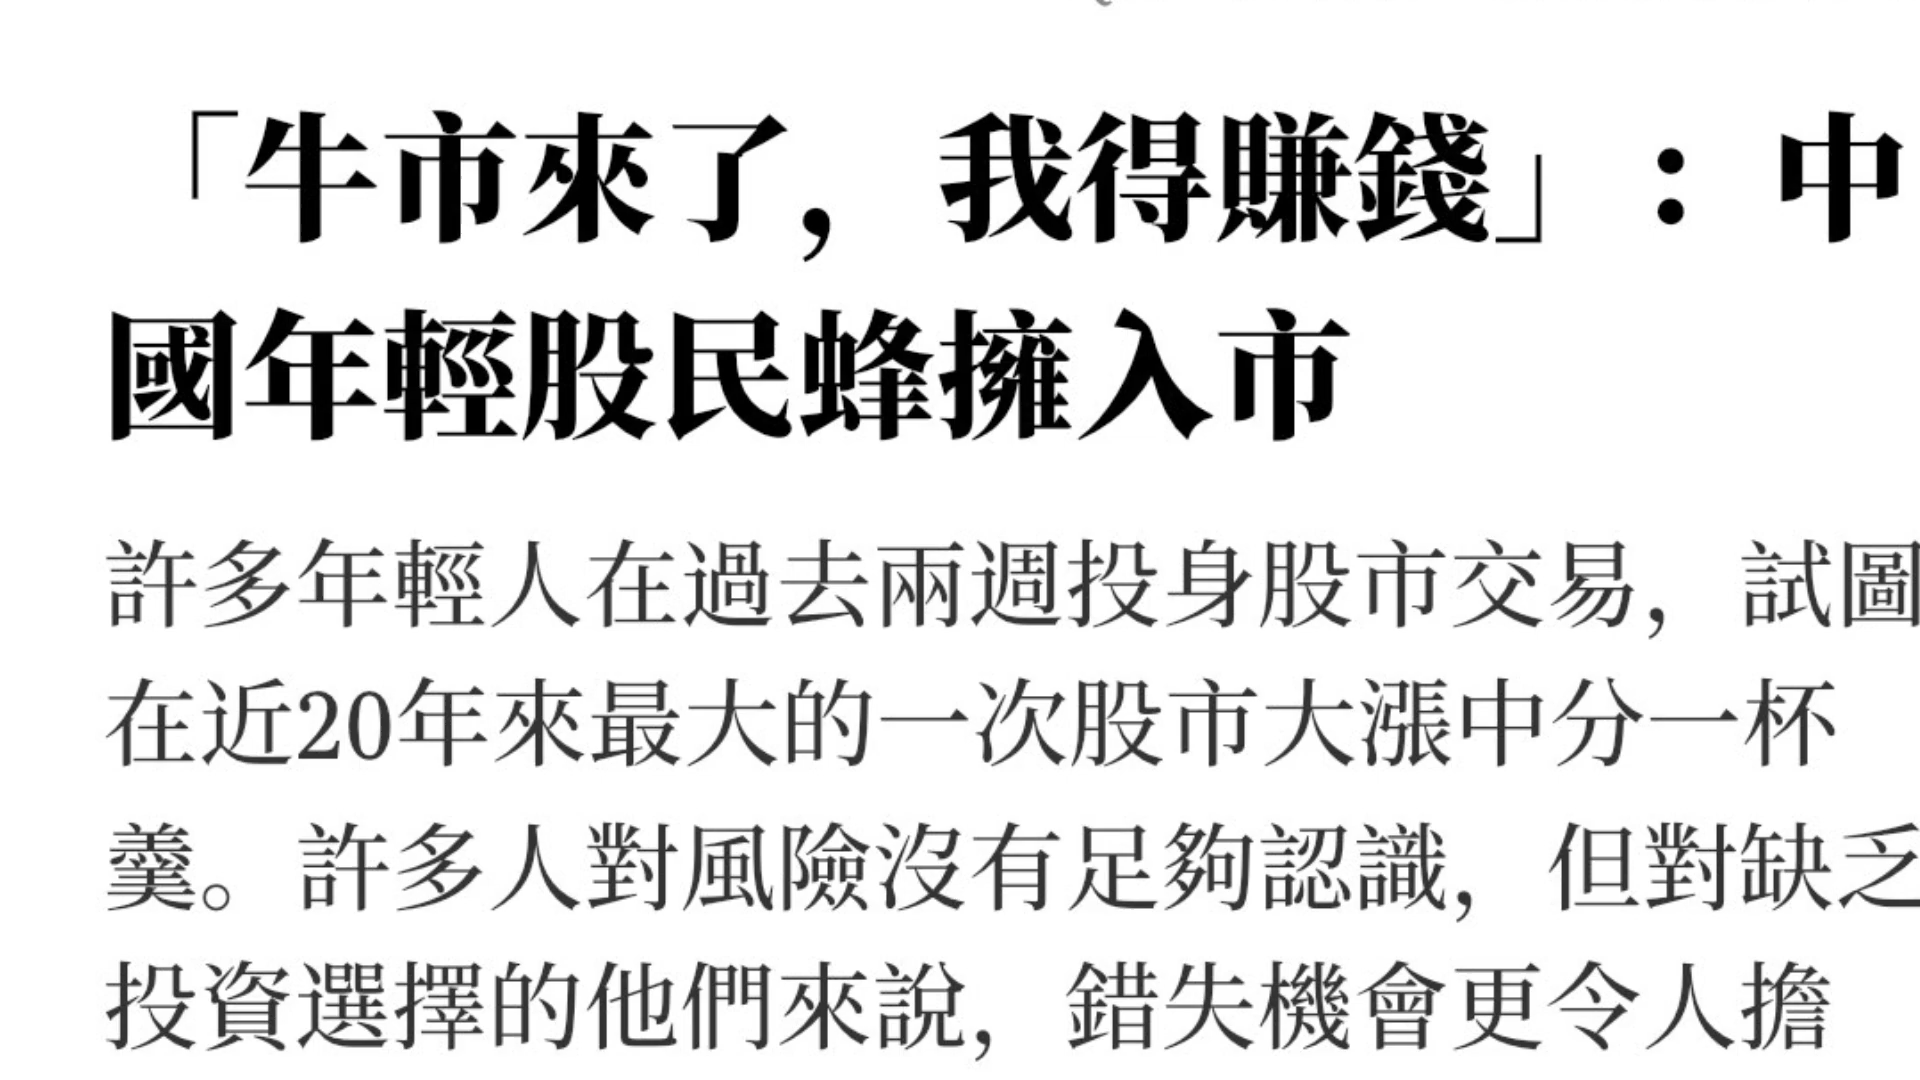 「牛市來了，我得賺錢」：中
國年輕股民蜂擁入市
許多年輕人在過去兩週投身股市交易，試圖
在近20年來最大的一次股市大漲中分一杯
羹。許多人對風險沒有足夠認識，但對缺乏
投資選擇的他們來說，錯失機會更令人擔